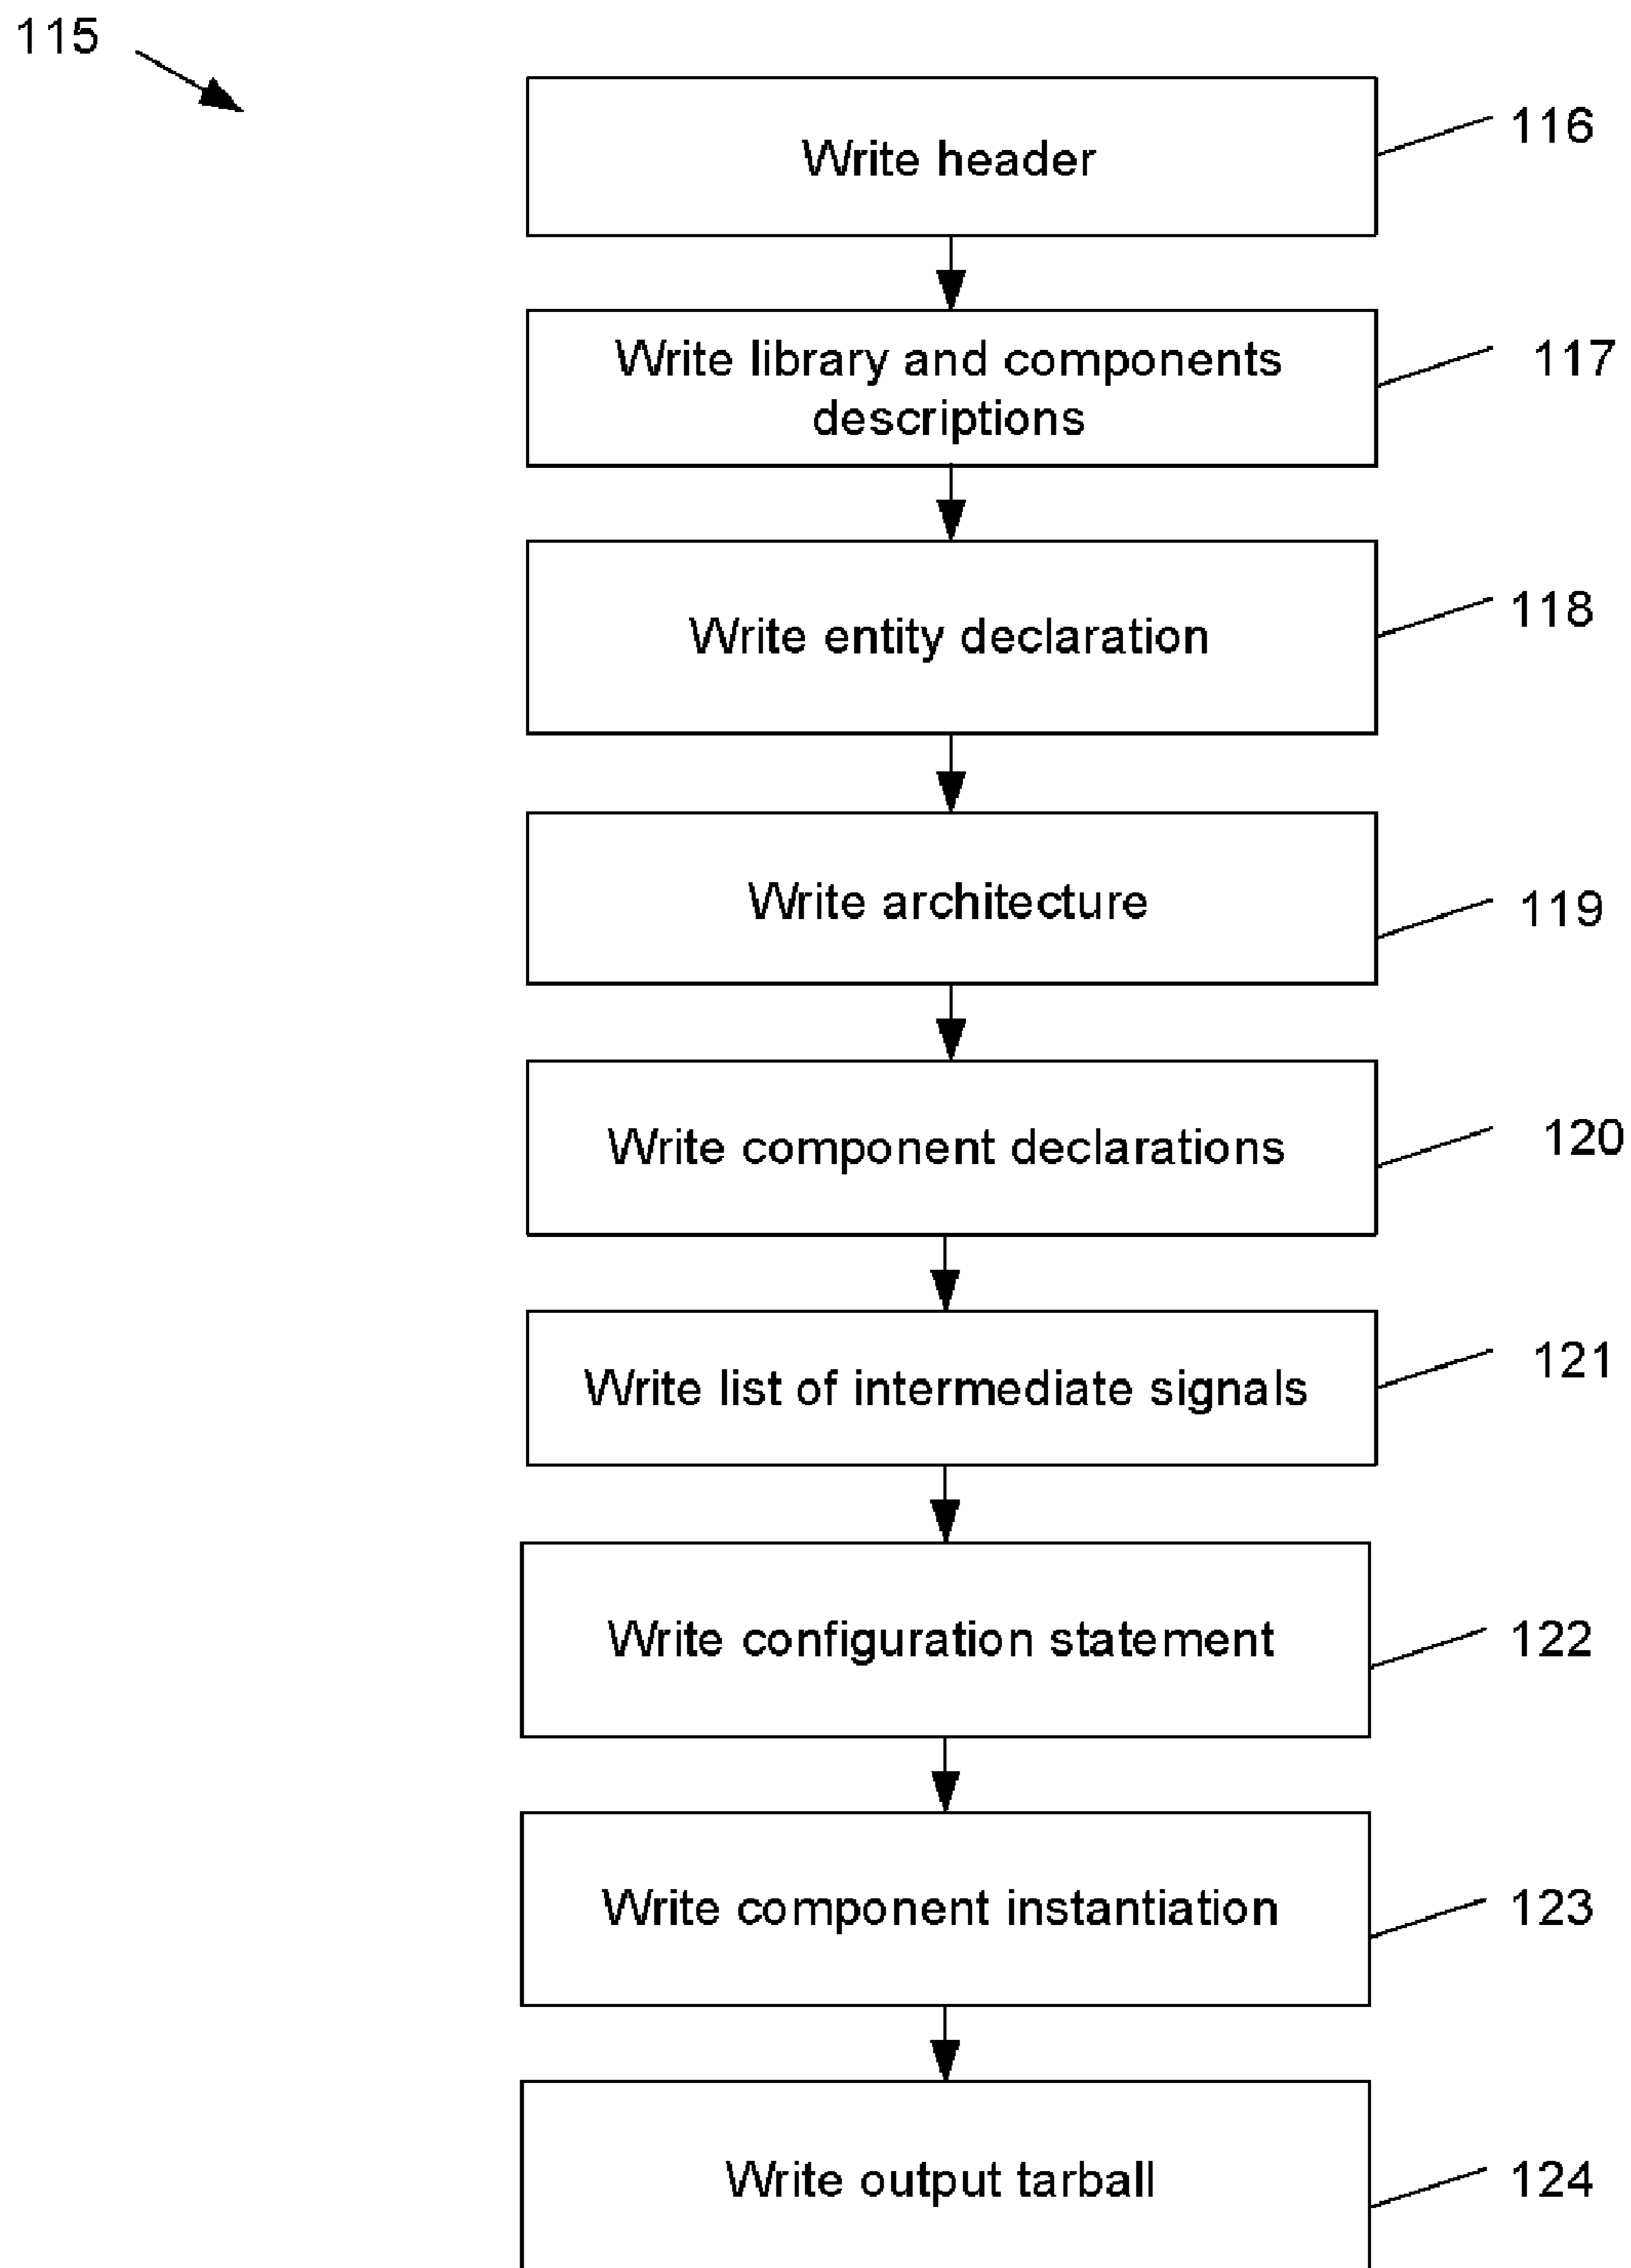 115
Write header
116
Write library and components
descriptions
117
Write entity declaration
118
Write architecture
119
Write component declarations
120
Write list of intermediate signals
121
Write configuration statement
122
Write component instantiation
123
Write output tarball
124